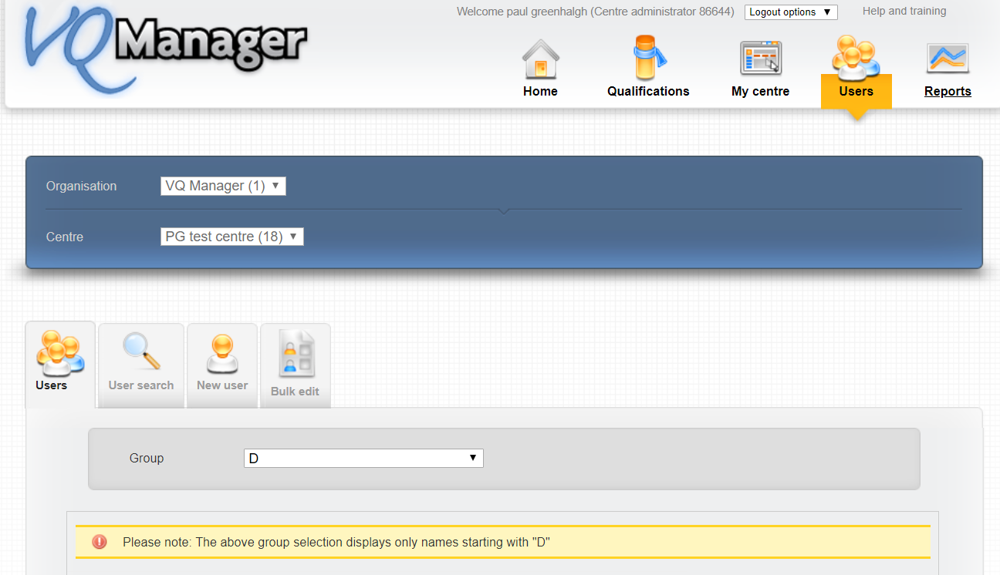 VQManager
Welcome paul greenhalgh (Centre administrator 86644) Logout options ▼ Help and training
Home Qualifications My centre Users Reports
Organisation VQ Manager (1) ▼
Centre PG test centre (18) ▼
Users User search New user Bulk edit
Group D ▼
Please note: The above group selection displays only names starting with "D"